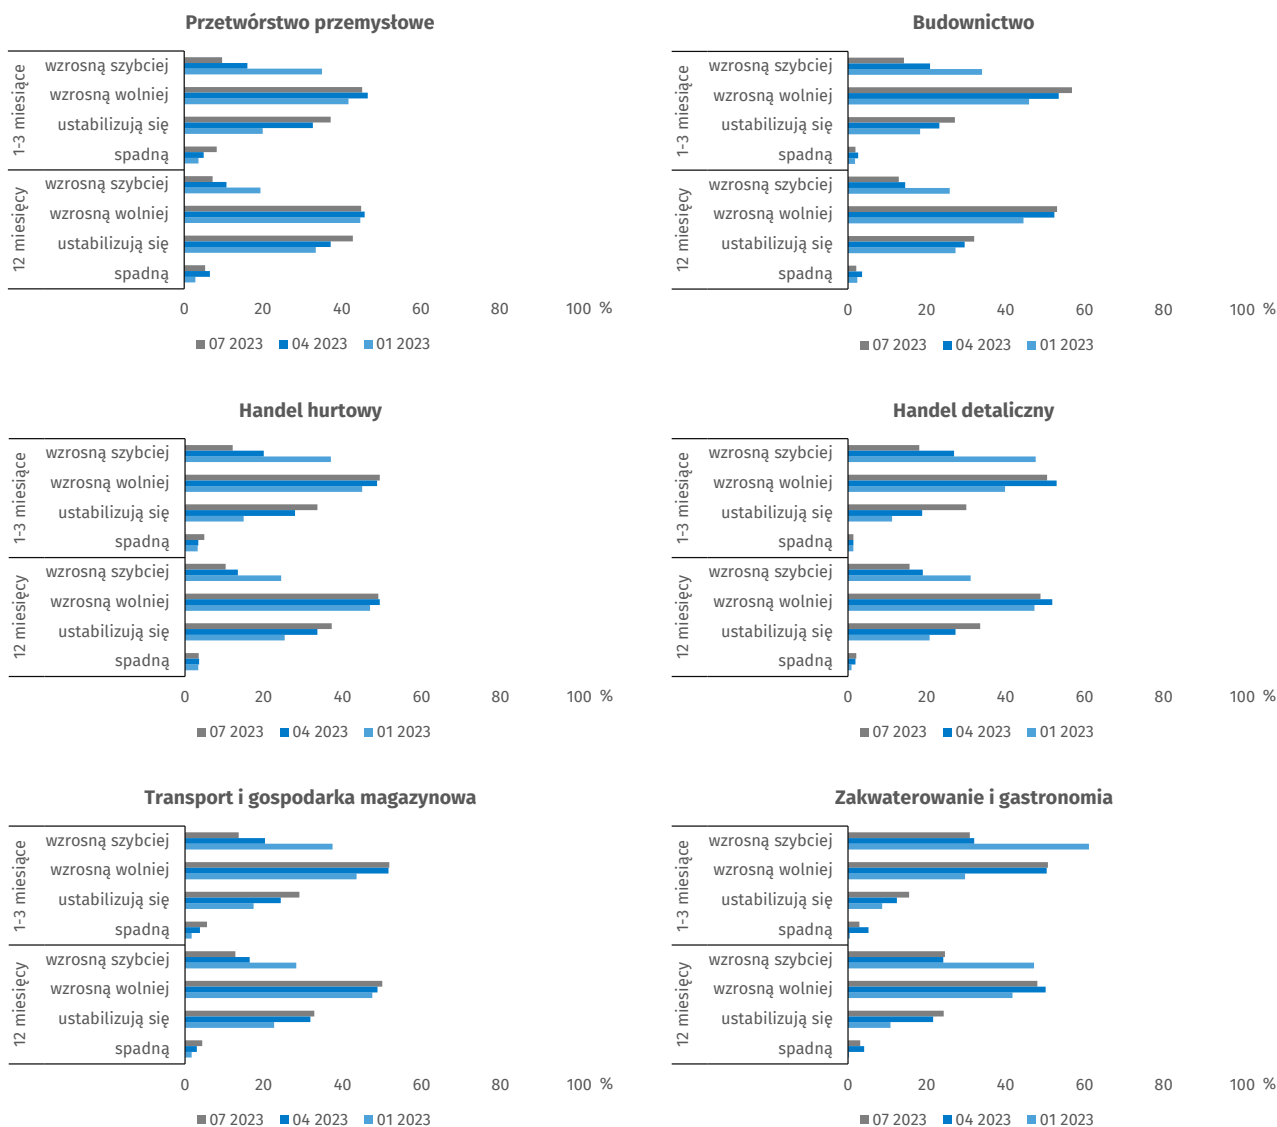 Przetwórstwo przemysłowe
1-3 miesiące
wzrosną szybciej
wzrosną wolniej
ustabilizują się
spadną
12 miesięcy
wzrosną szybciej
wzrosną wolniej
ustabilizują się
spadną
0 20 40 60 80 100 %
07 2023 04 2023 01 2023
Budownictwo
1-3 miesiące
wzrosną szybciej
wzrosną wolniej
ustabilizują się
spadną
12 miesięcy
wzrosną szybciej
wzrosną wolniej
ustabilizują się
spadną
0 20 40 60 80 100 %
07 2023 04 2023 01 2023
Handel hurtowy
1-3 miesiące
wzrosną szybciej
wzrosną wolniej
ustabilizują się
spadną
12 miesięcy
wzrosną szybciej
wzrosną wolniej
ustabilizują się
spadną
0 20 40 60 80 100 %
07 2023 04 2023 01 2023
Handel detaliczny
1-3 miesiące
wzrosną szybciej
wzrosną wolniej
ustabilizują się
spadną
12 miesięcy
wzrosną szybciej
wzrosną wolniej
ustabilizują się
spadną
0 20 40 60 80 100 %
07 2023 04 2023 01 2023
Transport i gospodarka magazynowa
1-3 miesiące
wzrosną szybciej
wzrosną wolniej
ustabilizują się
spadną
12 miesięcy
wzrosną szybciej
wzrosną wolniej
ustabilizują się
spadną
0 20 40 60 80 100 %
07 2023 04 2023 01 2023
Zakwaterowanie i gastronomia
1-3 miesiące
wzrosną szybciej
wzrosną wolniej
ustabilizują się
spadną
12 miesięcy
wzrosną szybciej
wzrosną wolniej
ustabilizują się
spadną
0 20 40 60 80 100 %
07 2023 04 2023 01 2023